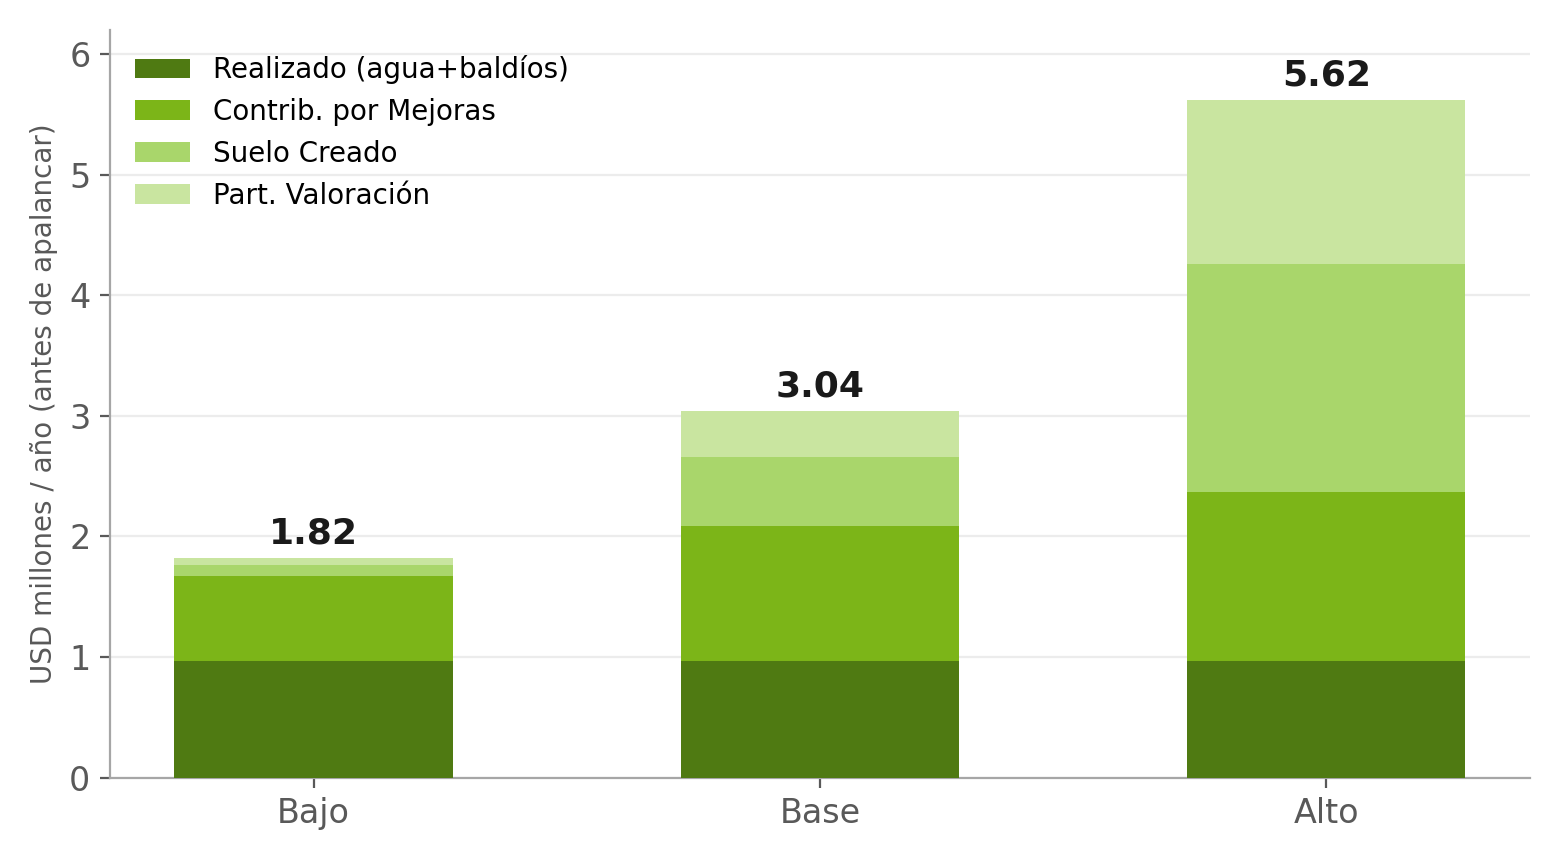 USD millones / año (antes de apalancar)
6
5
4
3
2
1
0
Realizado (agua+baldíos)
Contrib. por Mejoras
Suelo Creado
Part. Valoración
1.82
3.04
5.62
Bajo
Base
Alto